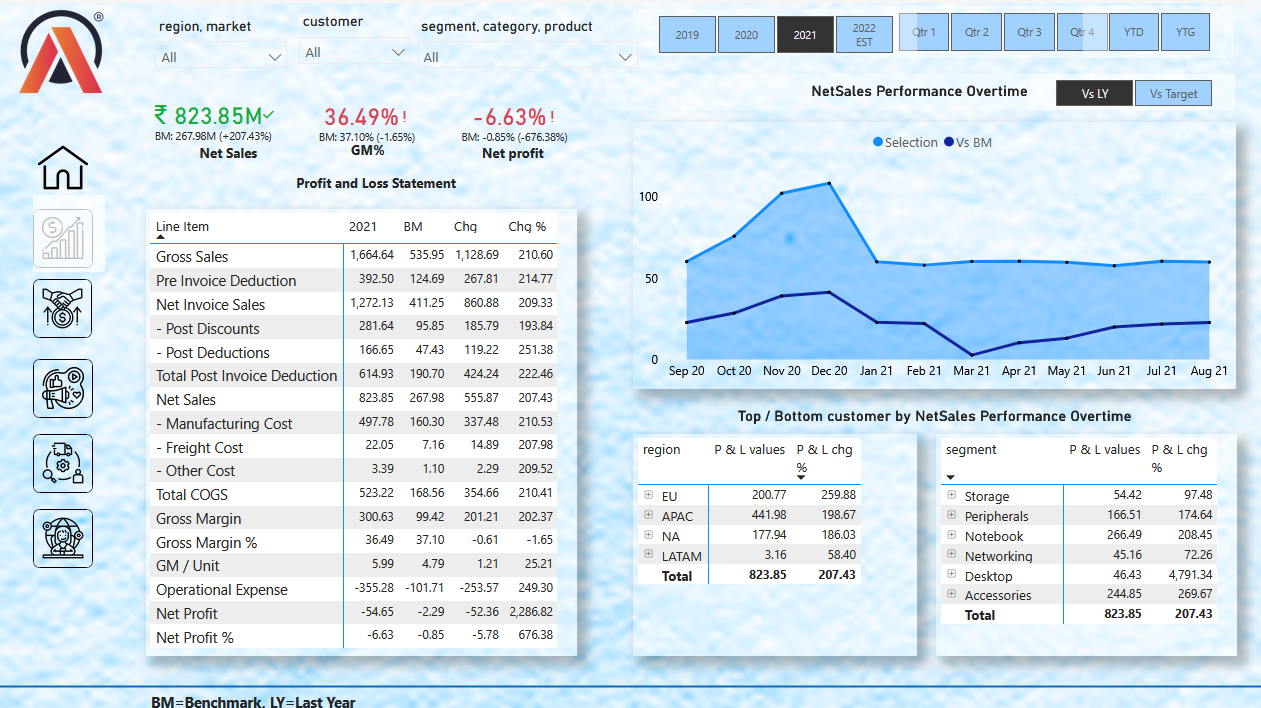 ®
region, market
customer
segment, category, product
All
All
All
2019
2020
2021
2022 EST
Qtr 1
Qtr 2
Qtr 3
Qtr 4
YTD
YTG
₹ 823.85M✓
BM: 267.98M (+207.43%)
Net Sales
36.49%!
BM: 37.10% (-1.65%)
GM%
-6.63%!
BM: -0.85% (-676.38%)
Net profit
NetSales Performance Overtime
Vs LY
Vs Target
Selection Vs BM
100
50
0
Sep 20 Oct 20 Nov 20 Dec 20 Jan 21 Feb 21 Mar 21 Apr 21 May 21 Jun 21 Jul 21 Aug 21
Profit and Loss Statement
Line Item 2021 BM Chg Chg %
Gross Sales 1,664.64 535.95 1,128.69 210.60
Pre Invoice Deduction 392.50 124.69 267.81 214.77
Net Invoice Sales 1,272.13 411.25 860.88 209.33
- Post Discounts 281.64 95.85 185.79 193.84
- Post Deductions 166.65 47.43 119.22 251.38
Total Post Invoice Deduction 614.93 190.70 424.24 222.46
Net Sales 823.85 267.98 555.87 207.43
- Manufacturing Cost 497.78 160.30 337.48 210.53
- Freight Cost 22.05 7.16 14.89 207.98
- Other Cost 3.39 1.10 2.29 209.52
Total COGS 523.22 168.56 354.66 210.41
Gross Margin 300.63 99.42 201.21 202.37
Gross Margin % 36.49 37.10 -0.61 -1.65
GM / Unit 5.99 4.79 1.21 25.21
Operational Expense -355.28 -101.71 -253.57 249.30
Net Profit -54.65 -2.29 -52.36 2,286.82
Net Profit % -6.63 -0.85 -5.78 676.38
Top / Bottom customer by NetSales Performance Overtime
region P & L values P & L chg %
EU 200.77 259.88
APAC 441.98 198.67
NA 177.94 186.03
LATAM 3.16 58.40
Total 823.85 207.43
segment P & L values P & L chg %
Storage 54.42 97.48
Peripherals 166.51 174.64
Notebook 266.49 208.45
Networking 45.16 72.26
Desktop 46.43 4,791.34
Accessories 244.85 269.67
Total 823.85 207.43
BM=Benchmark, LY=Last Year